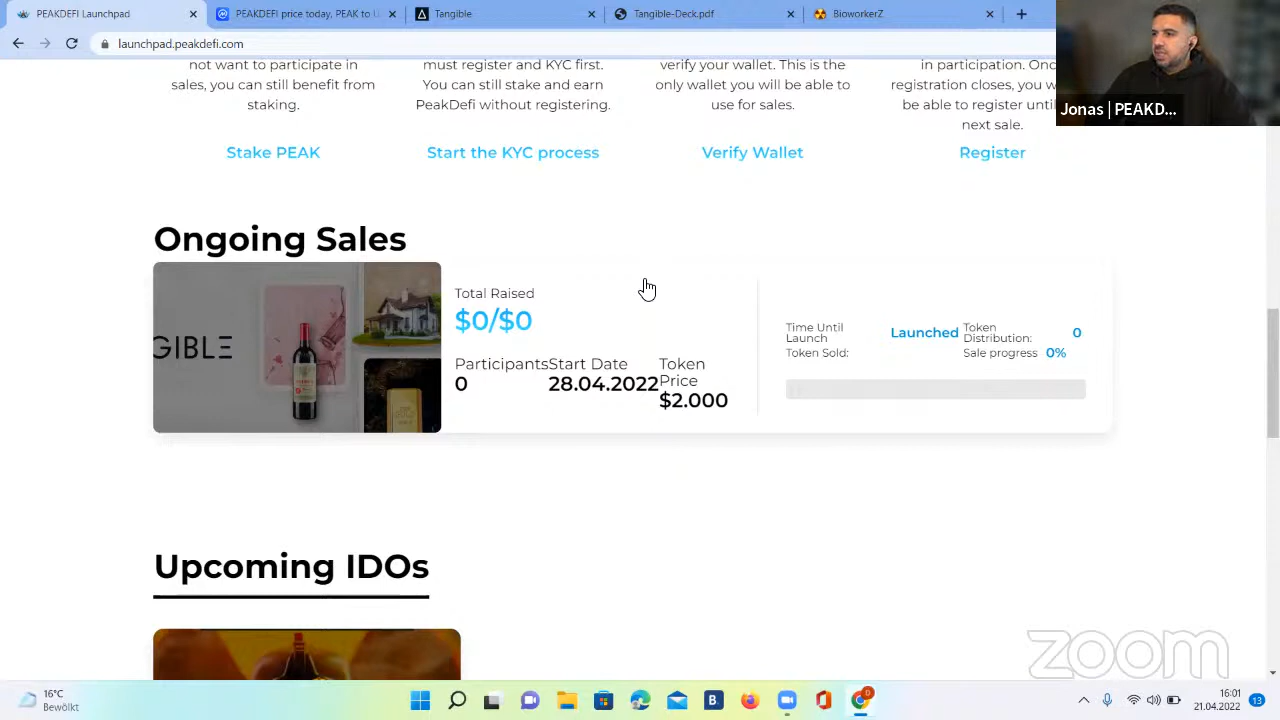 PEAKDEFI Launchpad
PEAK today, PEAK to U
Tangible
Tangible-Deck.pdf
BioworkerZ
launchpad.peakdefi.com
not want to participate in
sales, you can still benefit from
staking.
must register and KYC first.
You can still stake and earn
PeakDefi without registering.
verify your wallet. This is the
only wallet you will be able to
use for sales.
in participation. Onc
registration closes, you w
be able to register until
next sale.
Jonas | PEAKD...
Stake PEAK
Start the KYC process
Verify Wallet
Register
Ongoing Sales
GIBLE
Total Raised
$0/$0
Participants
0
Start Date
28.04.2022
Token
Price
$2.000
Time Until
Launch
Launched
Token
Distribution:
0
Token Sold:
Sale progress
0%
Upcoming IDOs
zoom
16°C
Bewölkt
16:01
21.04.2022
13